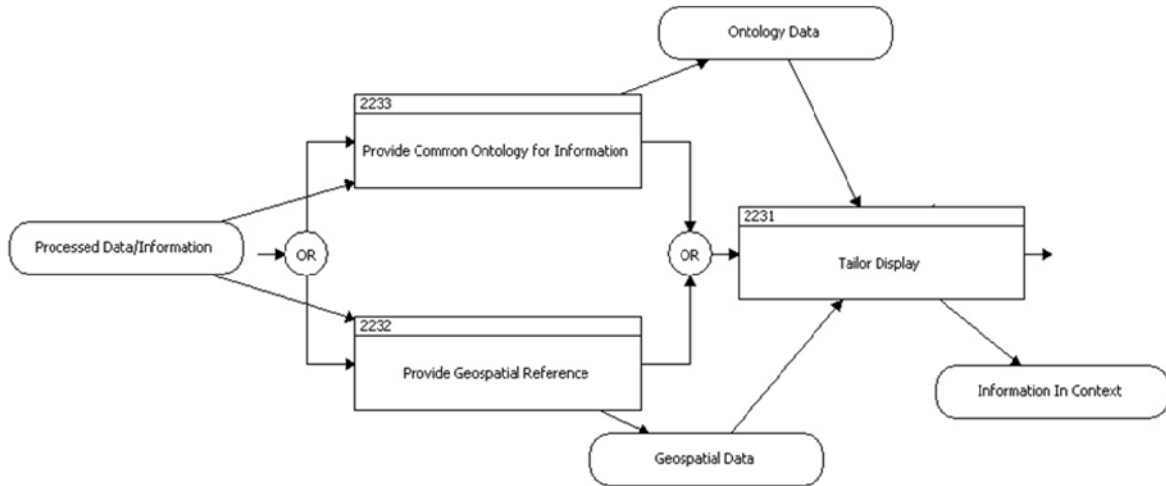 Ontology Data
2233
Provide Common Ontology for Information
2231
Processed Data/Information
OR
OR
Tailor Display
2232
Provide Geospatial Reference
Information In Context
Geospatial Data